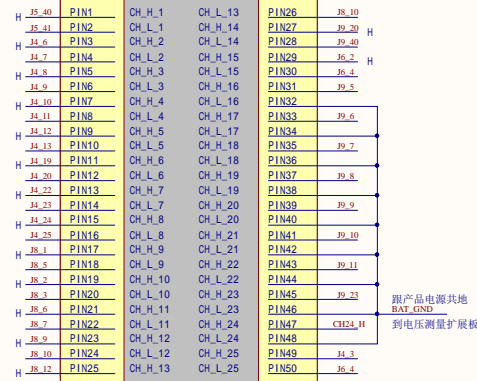 H J5_40 PIN1 CH_H_1 CH_L_13 PIN26 J8_10
J5_41 PIN2 CH_L_1 CH_H_14 PIN27 J9_20 H
H J4_6 PIN3 CH_H_2 CH_L_14 PIN28 J9_40
J4_7 PIN4 CH_L_2 CH_H_15 PIN29 J6_2 H
H J4_8 PIN5 CH_H_3 CH_L_15 PIN30 J6_4
J4_9 PIN6 CH_L_3 CH_H_16 PIN31 J9_5
H J4_10 PIN7 CH_H_4 CH_L_16 PIN32
J4_11 PIN8 CH_L_4 CH_H_17 PIN33 J9_6
H J4_12 PIN9 CH_H_5 CH_L_17 PIN34
J4_13 PIN10 CH_L_5 CH_H_18 PIN35 J9_7
H J4_19 PIN11 CH_H_6 CH_L_18 PIN36
J4_20 PIN12 CH_L_6 CH_H_19 PIN37 J9_8
H J4_22 PIN13 CH_H_7 CH_L_19 PIN38
J4_23 PIN14 CH_L_7 CH_H_20 PIN39 J9_9
H J4_24 PIN15 CH_H_8 CH_L_20 PIN40
J4_25 PIN16 CH_L_8 CH_H_21 PIN41 J9_10
H J8_1 PIN17 CH_H_9 CH_L_21 PIN42
J8_5 PIN18 CH_L_9 CH_H_22 PIN43 J9_11
H J8_2 PIN19 CH_H_10 CH_L_22 PIN44
J8_3 PIN20 CH_L_10 CH_H_23 PIN45 J9_23 跟产品电源共地
H J8_6 PIN21 CH_H_11 CH_L_23 PIN46 BAT_GND
J8_7 PIN22 CH_L_11 CH_H_24 PIN47 CH24_H 到电压测量扩展板
H J8_9 PIN23 CH_H_12 CH_L_24 PIN48
J8_10 PIN24 CH_L_12 CH_H_25 PIN49 J4_3
H J8_12 PIN25 CH_H_13 CH_L_25 PIN50 J6_4